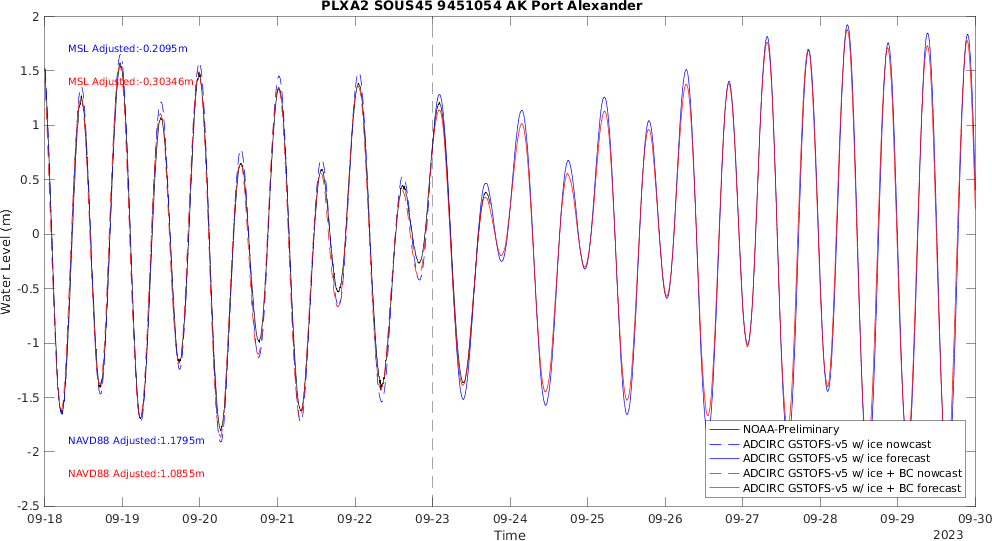 PLXA2 SOUS45 9451054 AK Port Alexander
2
1.5
1
0.5
0
-0.5
-1
-1.5
-2
-2.5
Water Level (m)
MSL Adjusted:-0.2095m
MSL Adjusted:-0.30346m
NAVD88 Adjusted:1.1795m
NAVD88 Adjusted:1.0855m
NOAA-Preliminary
ADCIRC GSTOFS-v5 w/ ice nowcast
ADCIRC GSTOFS-v5 w/ ice forecast
ADCIRC GSTOFS-v5 w/ ice + BC nowcast
ADCIRC GSTOFS-v5 w/ ice + BC forecast
09-18 09-19 09-20 09-21 09-22 09-23 09-24 09-25 09-26 09-27 09-28 09-29 09-30
Time
2023